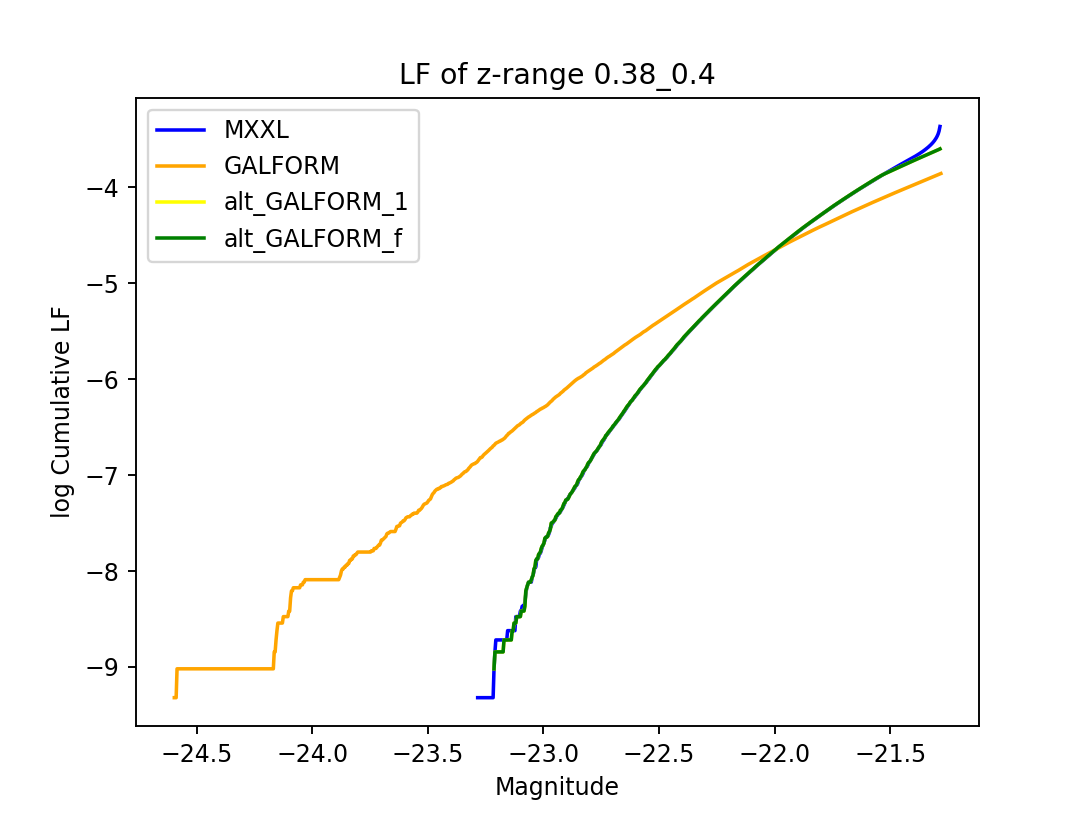 LF of z-range 0.38_0.4
MXXL
GALFORM
alt_GALFORM_1
alt_GALFORM_f
log Cumulative LF
−4
−5
−6
−7
−8
−9
−24.5 −24.0 −23.5 −23.0 −22.5 −22.0 −21.5
Magnitude